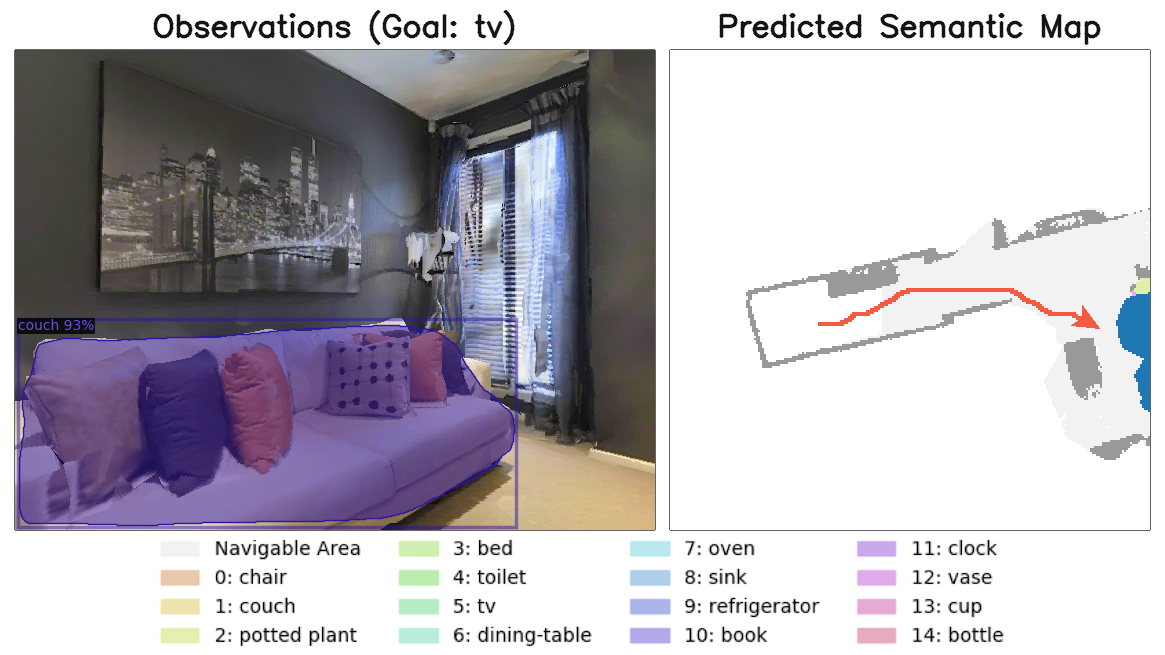 Observations (Goal: tv)
Predicted Semantic Map
couch 93%
Navigable Area
0: chair
1: couch
2: potted plant
3: bed
4: toilet
5: tv
6: dining-table
7: oven
8: sink
9: refrigerator
10: book
11: clock
12: vase
13: cup
14: bottle